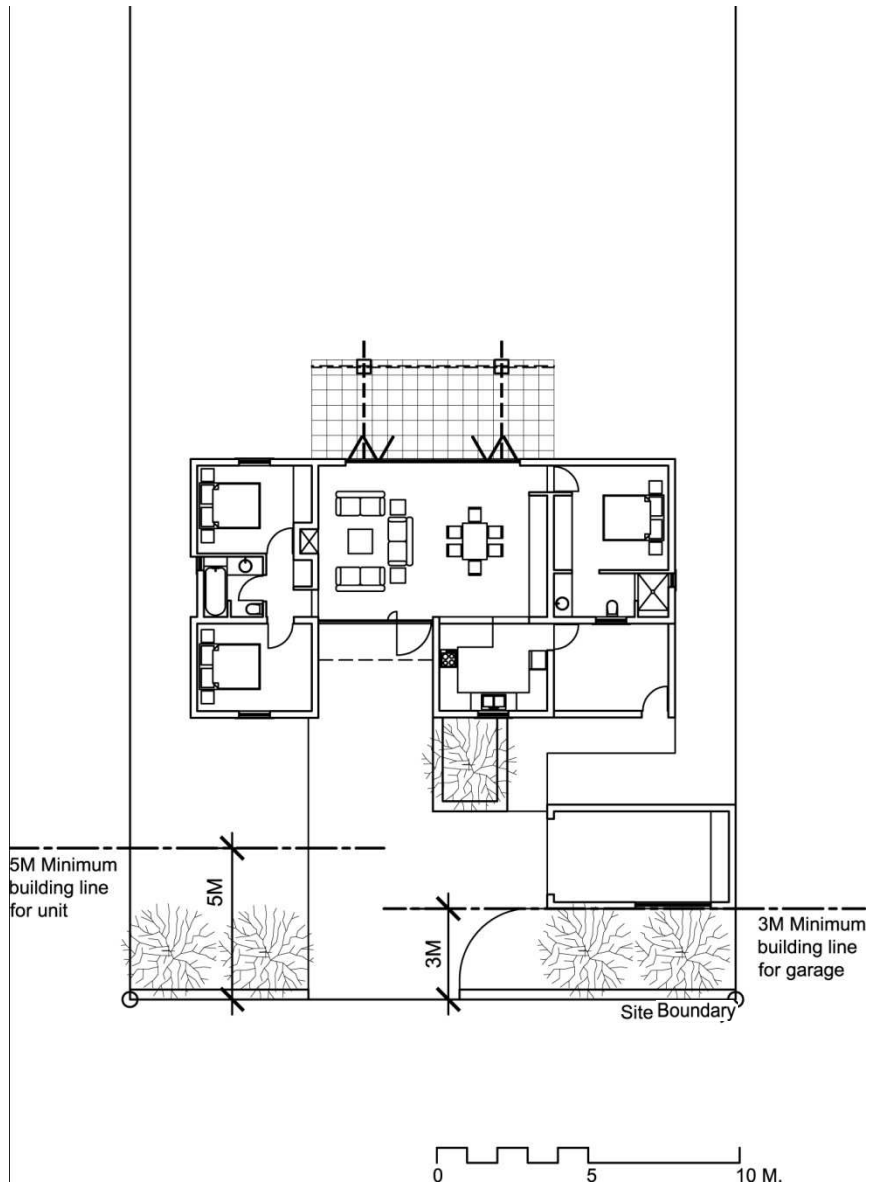 5M Minimum
building line
for unit
5M
3M
3M Minimum
building line
for garage
Site Boundary
0 5 10 M.